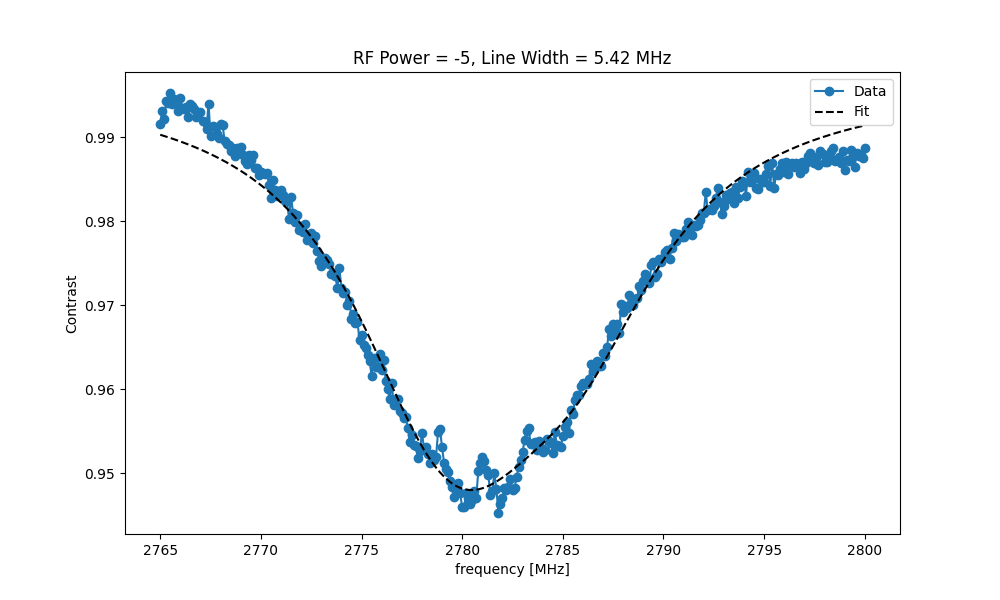 RF Power = -5, Line Width = 5.42 MHz
Data
Fit
Contrast
0.99
0.98
0.97
0.96
0.95
2765 2770 2775 2780 2785 2790 2795 2800
frequency [MHz]